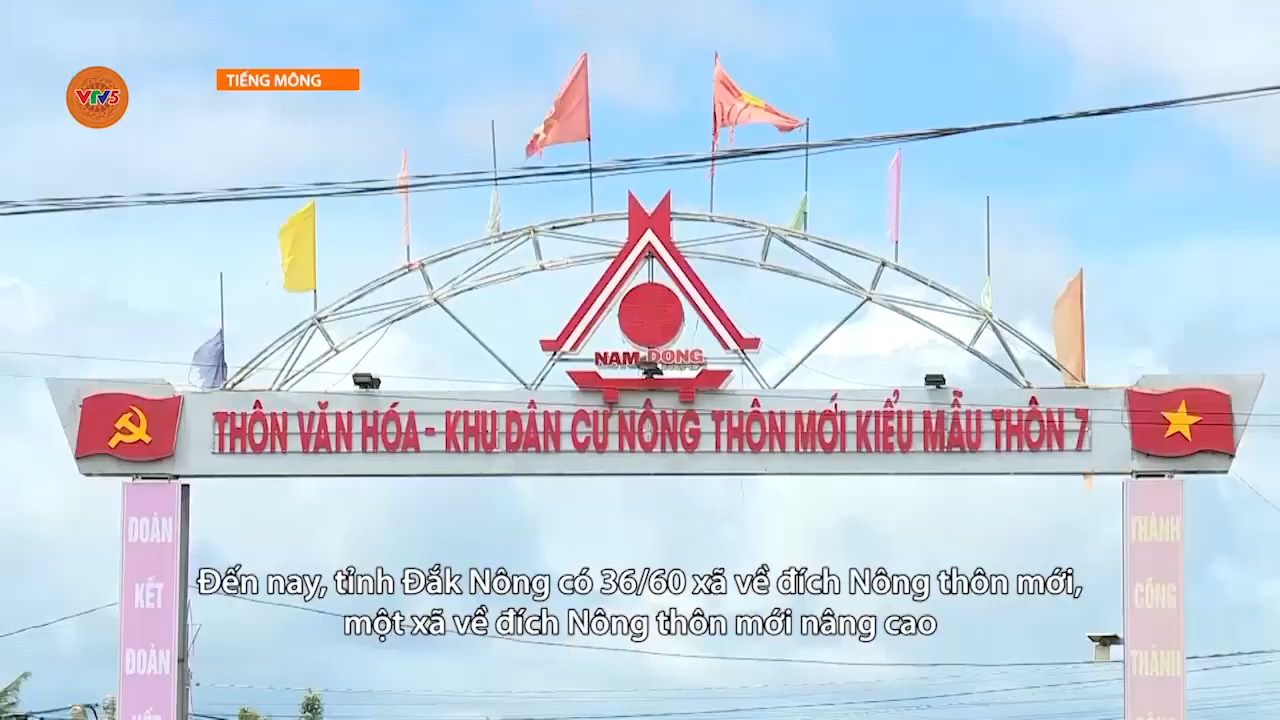 VTV5
TIẾNG MÔNG
NAM DONG
THÔN VĂN HÓA - KHU DÂN CƯ NÔNG THÔN MỚI KIỂU MẪU THÔN 7
ĐOÀN
KẾT
ĐOÀN
KẾT
THÀNH
CÔNG
THÀNH
Đến nay, tỉnh Đắk Nông có 36/60 xã về đích Nông thôn mới,
một xã về đích Nông thôn mới nâng cao